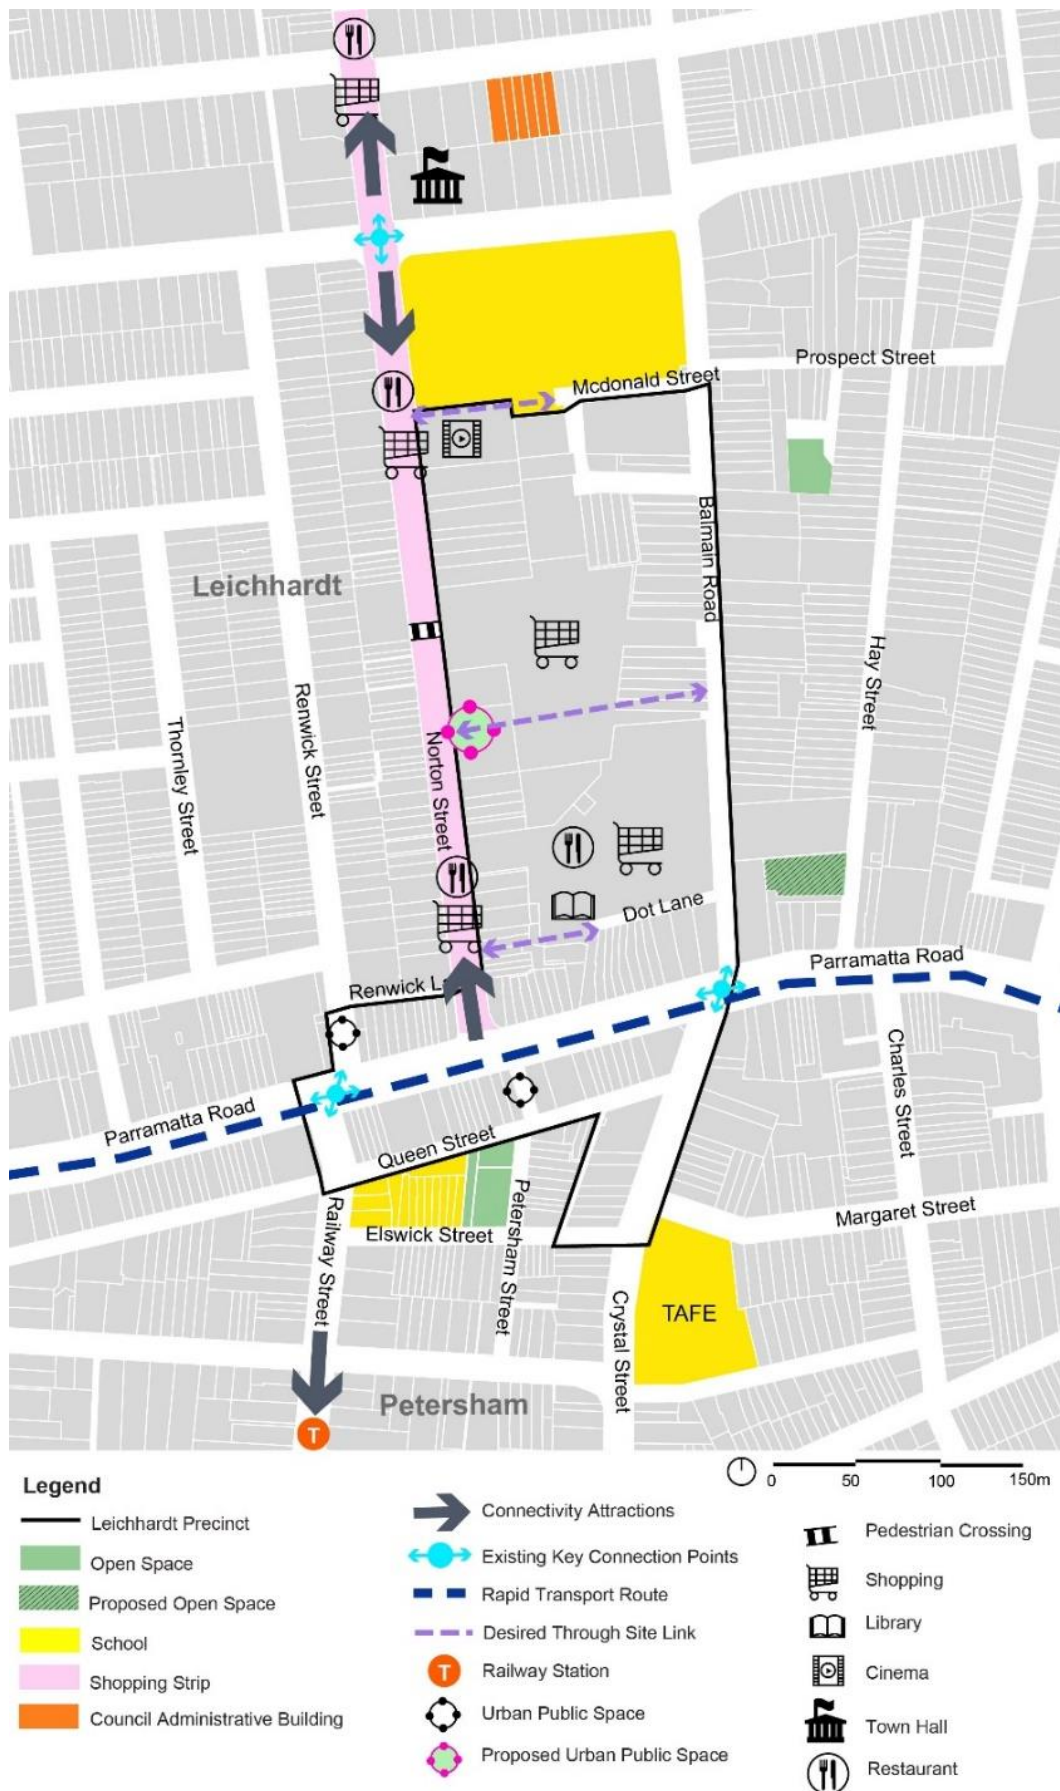 Prospect Street
Mcdonald Street
Balmain Road
Leichhardt
Hay Street
Renwick Street
Thornley Street
Norton Street
Dot Lane
Parramatta Road
Renwick L
Charles Street
Parramatta Road
Queen Street
Petersham Street
Railway Street
Elswick Street
Margaret Street
Crystal Street
TAFE
Petersham
T
0 50 100 150m
Legend
Leichhardt Precinct
Open Space
Proposed Open Space
School
Shopping Strip
Council Administrative Building
Connectivity Attractions
Existing Key Connection Points
Rapid Transport Route
Desired Through Site Link
T Railway Station
Urban Public Space
Proposed Urban Public Space
Pedestrian Crossing
Shopping
Library
Cinema
Town Hall
Restaurant